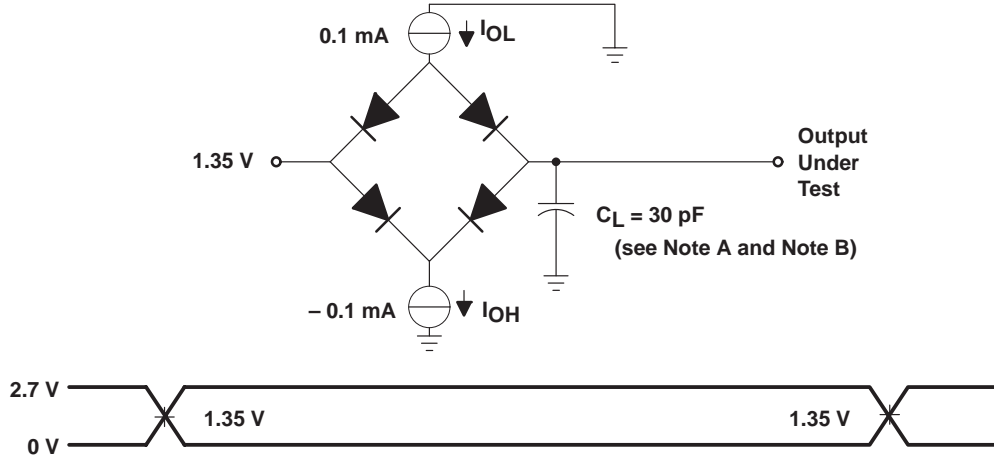 0.1 mA
IOL
1.35 V
Output
Under
Test
CL = 30 pF
(see Note A and Note B)
– 0.1 mA
IOH
2.7 V
1.35 V
1.35 V
0 V